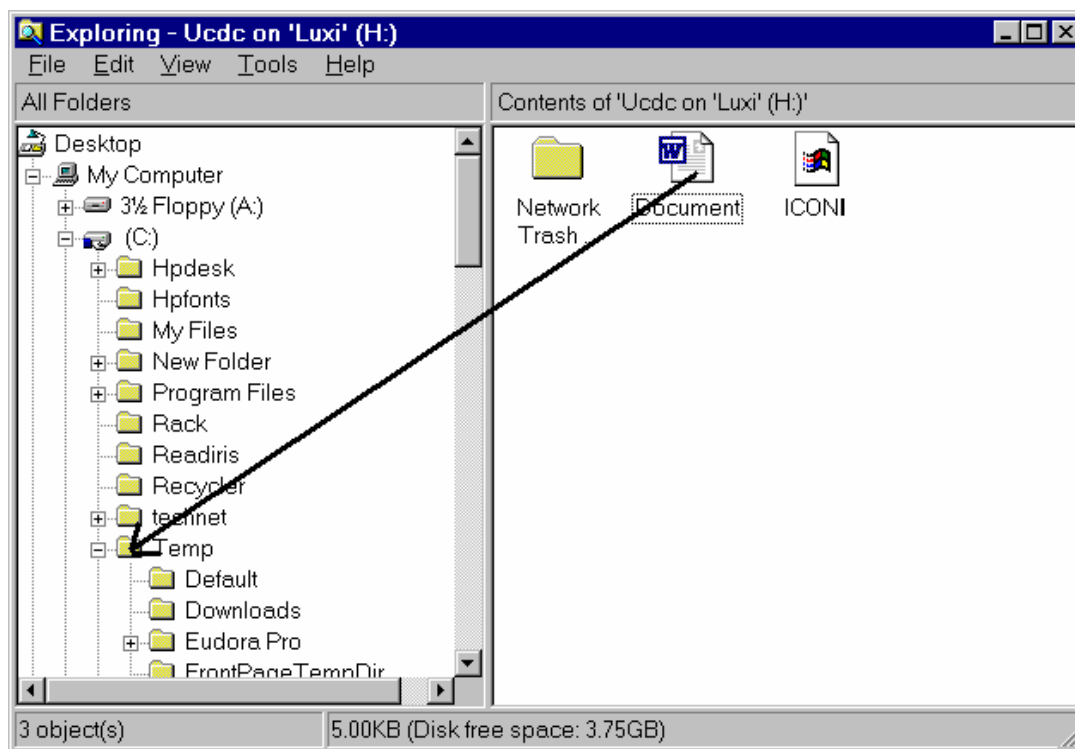 Exploring - Ucdc on 'Luxi' (H:)
File Edit View Tools Help
All Folders
Contents of 'Ucdc on 'Luxi' (H:)'
Desktop
My Computer
3½ Floppy (A:)
(C:)
Hpdesk
Hpfonts
My Files
New Folder
Program Files
Rack
Readiris
Recycler
technet
Temp
Default
Downloads
Eudora Pro
FrontPageTempDir
Network
Trash ..
Document
ICONI
3 object(s)
5.00KB (Disk free space: 3.75GB)